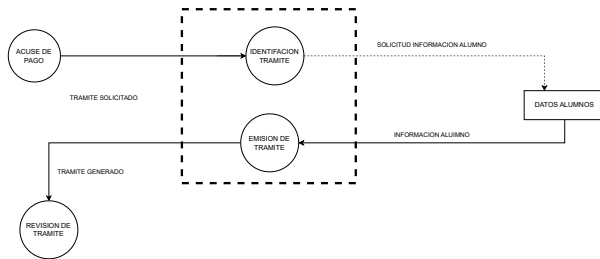 ACUSE DE
PAGO
IDENTIFACION
TRAMITE
SOLICITUD INFORMACION ALUMNO
TRAMITE SOLICITADO
DATOS ALUMNOS
EMISION DE
TRAMITE
INFORMACION ALUIMNO
TRAMITE GENERADO
REVISION DE
TRAMITE